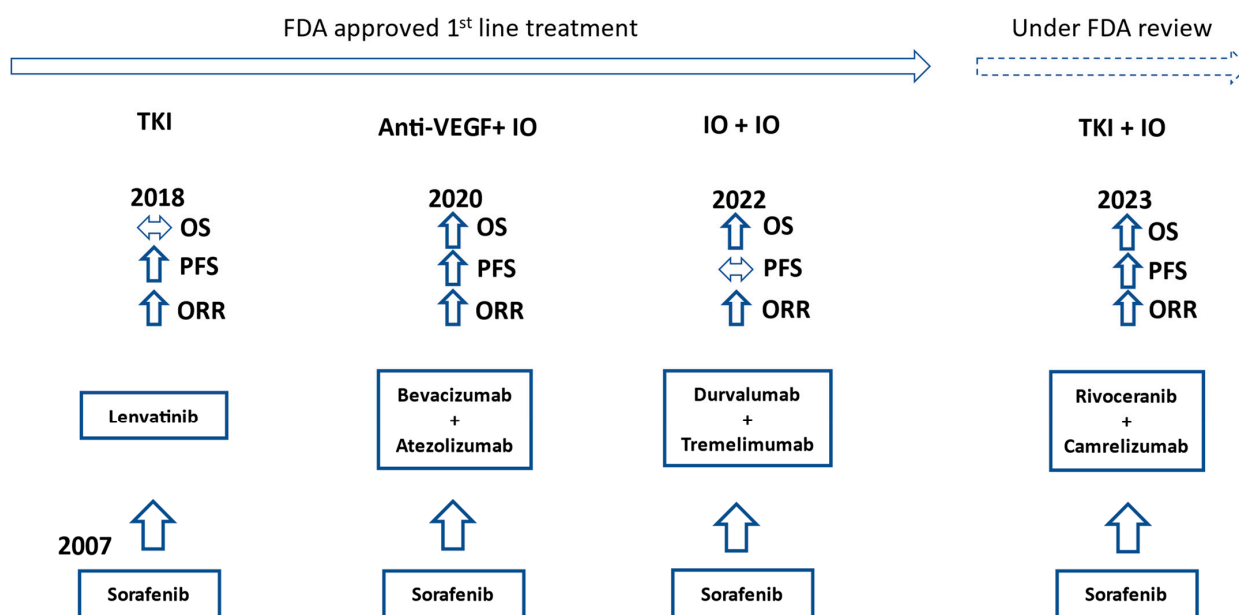 FDA approved 1st line treatment
Under FDA review
TKI
Anti-VEGF+ IO
IO + IO
TKI + IO
2018
OS
PFS
ORR
2020
OS
PFS
ORR
2022
OS
PFS
ORR
2023
OS
PFS
ORR
Lenvatinib
Bevacizumab
+
Atezolizumab
Durvalumab
+
Tremelimumab
Rivoceranib
+
Camrelizumab
2007
Sorafenib
Sorafenib
Sorafenib
Sorafenib